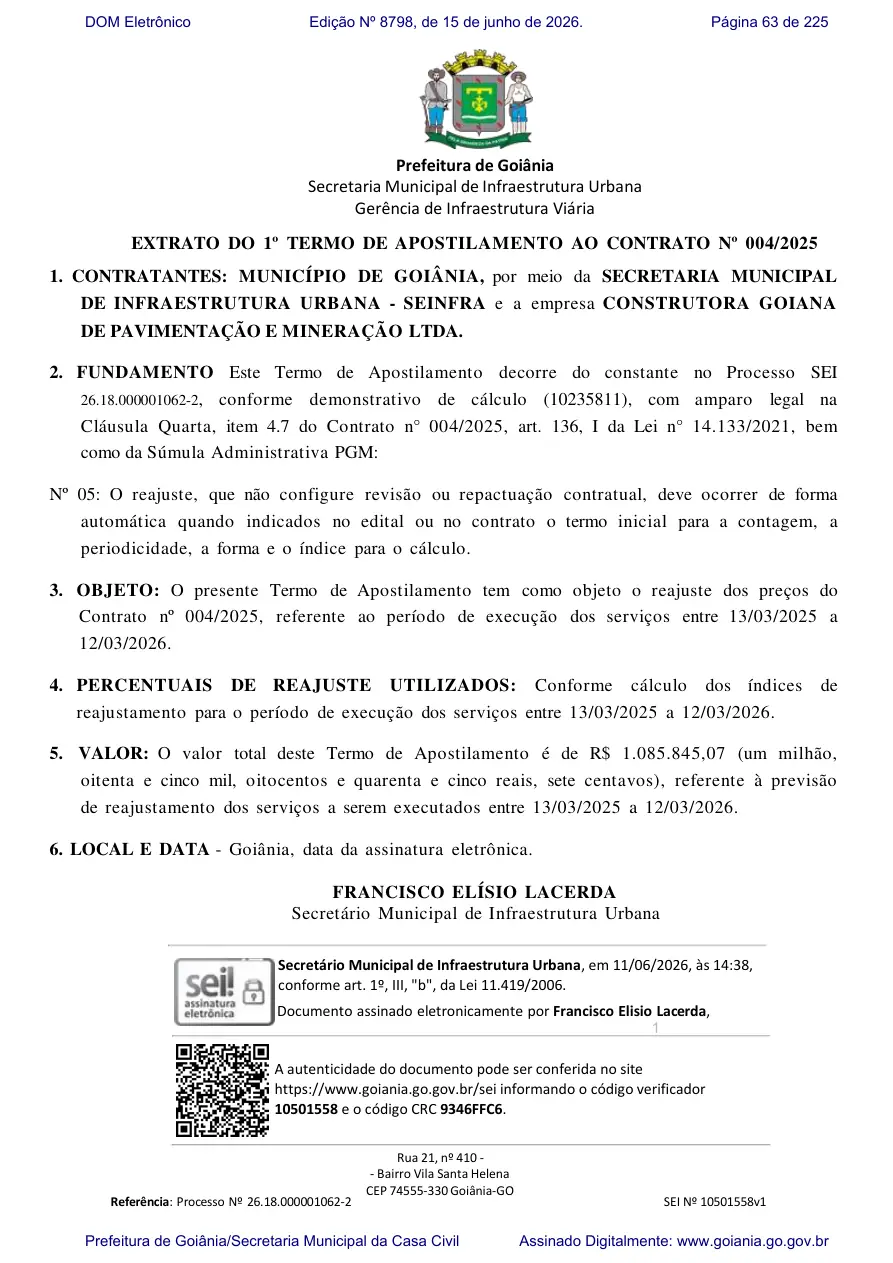 DOM Eletrônico Edição Nº 8798, de 15 de junho de 2026. Página 63 de 225
Prefeitura de Goiânia
Secretaria Municipal de Infraestrutura Urbana
Gerência de Infraestrutura Viária
EXTRATO DO 1º TERMO DE APOSTILAMENTO AO CONTRATO Nº 004/2025
1. CONTRATANTES: MUNICÍPIO DE GOIÂNIA, por meio da SECRETARIA MUNICIPAL
DE INFRAESTRUTURA URBANA - SEINFRA e a empresa CONSTRUTORA GOIANA
DE PAVIMENTAÇÃO E MINERAÇÃO LTDA.
2. FUNDAMENTO Este Termo de Apostilamento decorre do constante no Processo SEI
26.18.000001062-2, conforme demonstrativo de cálculo (10235811), com amparo legal na
Cláusula Quarta, item 4.7 do Contrato n° 004/2025, art. 136, I da Lei n° 14.133/2021, bem
como da Súmula Administrativa PGM:
Nº 05: O reajuste, que não configure revisão ou repactuação contratual, deve ocorrer de forma
automática quando indicados no edital ou no contrato o termo inicial para a contagem, a
periodicidade, a forma e o índice para o cálculo.
3. OBJETO: O presente Termo de Apostilamento tem como objeto o reajuste dos preços do
Contrato nº 004/2025, referente ao período de execução dos serviços entre 13/03/2025 a
12/03/2026.
4. PERCENTUAIS DE REAJUSTE UTILIZADOS: Conforme cálculo dos índices de
reajustamento para o período de execução dos serviços entre 13/03/2025 a 12/03/2026.
5. VALOR: O valor total deste Termo de Apostilamento é de R$ 1.085.845,07 (um milhão,
oitenta e cinco mil, oitocentos e quarenta e cinco reais, sete centavos), referente à previsão
de reajustamento dos serviços a serem executados entre 13/03/2025 a 12/03/2026.
6. LOCAL E DATA - Goiânia, data da assinatura eletrônica.
FRANCISCO ELÍSIO LACERDA
Secretário Municipal de Infraestrutura Urbana
sei!
assinatura
eletrônica
Secretário Municipal de Infraestrutura Urbana, em 11/06/2026, às 14:38,
conforme art. 1º, III, "b", da Lei 11.419/2006.
Documento assinado eletronicamente por Francisco Elisio Lacerda,
1
A autenticidade do documento pode ser conferida no site
https://www.goiania.go.gov.br/sei informando o código verificador
10501558 e o código CRC 9346FFC6.
Rua 21, nº 410 -
- Bairro Vila Santa Helena
CEP 74555-330 Goiânia-GO
Referência: Processo Nº 26.18.000001062-2 SEI Nº 10501558v1
Prefeitura de Goiânia/Secretaria Municipal da Casa Civil Assinado Digitalmente: www.goiania.go.gov.br